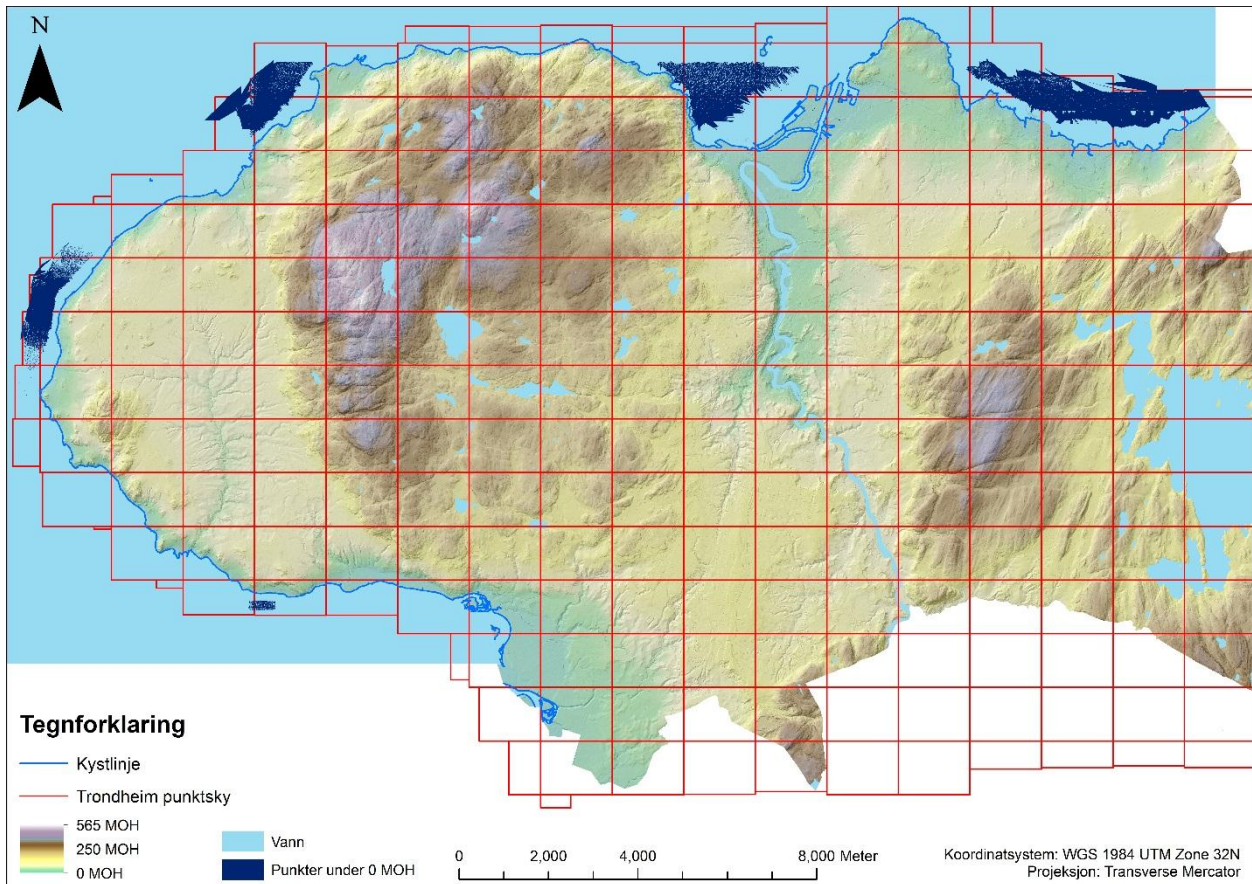 N
Tegnforklaring
Kystlinje
Trondheim punktsky
565 MOH
250 MOH
0 MOH
Vann
Punkter under 0 MOH
0 2,000 4,000 8,000 Meter
Koordinatsystem: WGS 1984 UTM Zone 32N
Projeksjon: Transverse Mercator